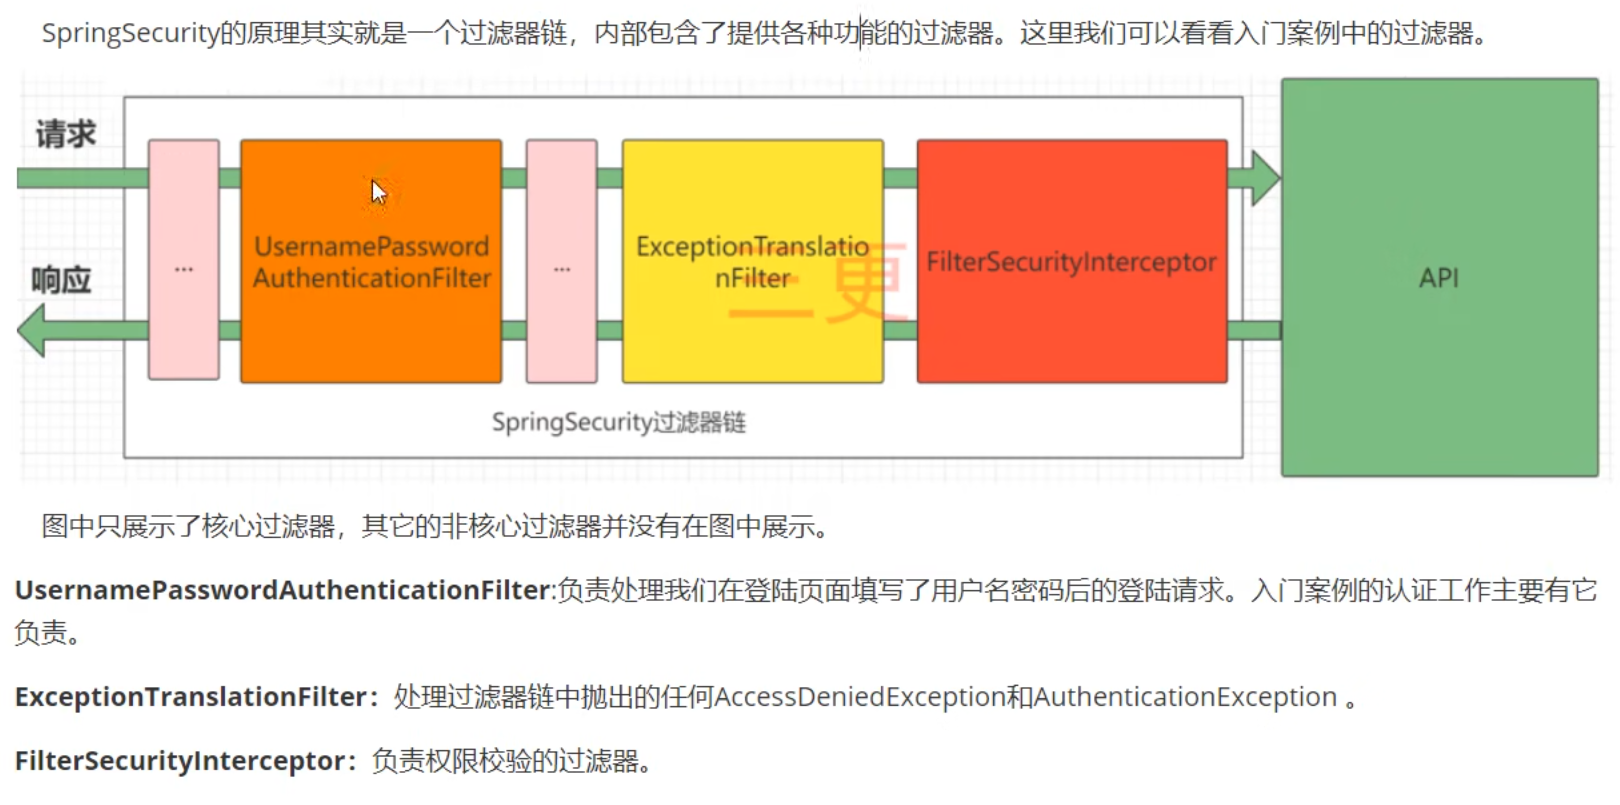 SpringSecurity的原理其实就是一个过滤器链，内部包含了提供各种功能的过滤器。这里我们可以看看入门案例中的过滤器。
请求
响应
...
UsernamePassword
AuthenticationFilter
...
ExceptionTranslatio
nFilter
三更
FilterSecurityInterceptor
API
SpringSecurity过滤器链
图中只展示了核心过滤器，其它的非核心过滤器并没有在图中展示。
UsernamePasswordAuthenticationFilter:负责处理我们在登陆页面填写了用户名密码后的登陆请求。入门案例的认证工作主要有它
负责。
ExceptionTranslationFilter：处理过滤器链中抛出的任何AccessDeniedException和AuthenticationException 。
FilterSecurityInterceptor：负责权限校验的过滤器。